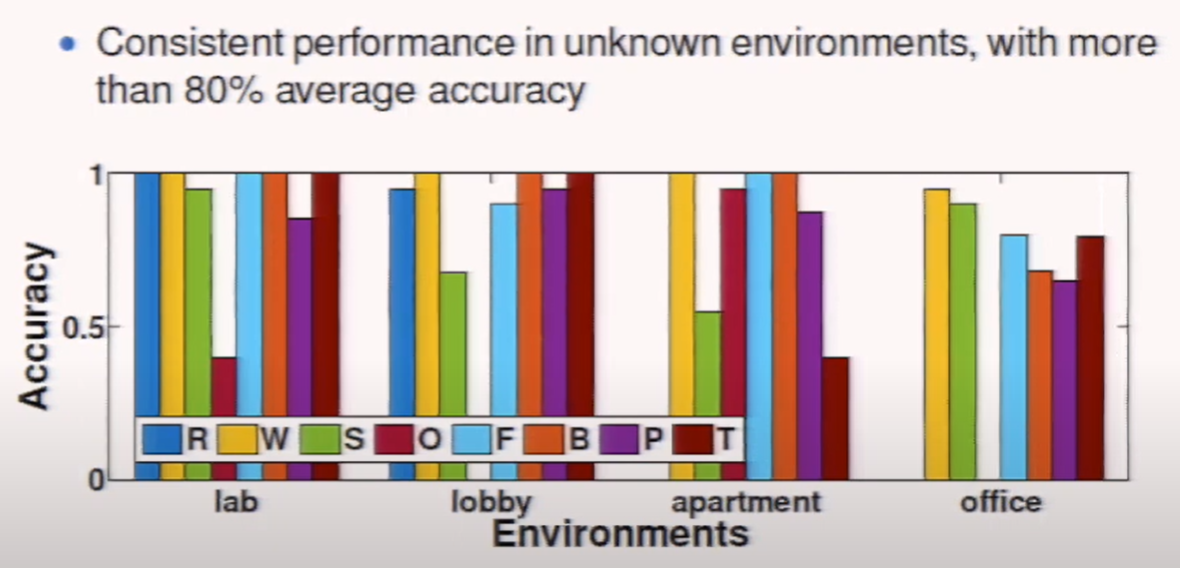 • Consistent performance in unknown environments, with more
than 80% average accuracy
1
0.5
0
Accuracy
R W S O F B P T
lab lobby apartment office
Environments